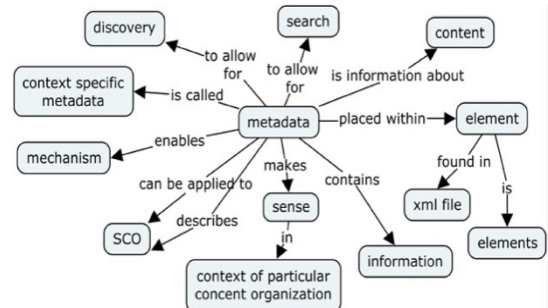 discovery
search
content
to allow
for
to allow
for
is information about
context specific
metadata
is called
metadata
placed within
element
enables
mechanism
makes
found in
can be applied to
contains
is
describes
sense
xml file
SCO
in
information
elements
context of particular
concent organization